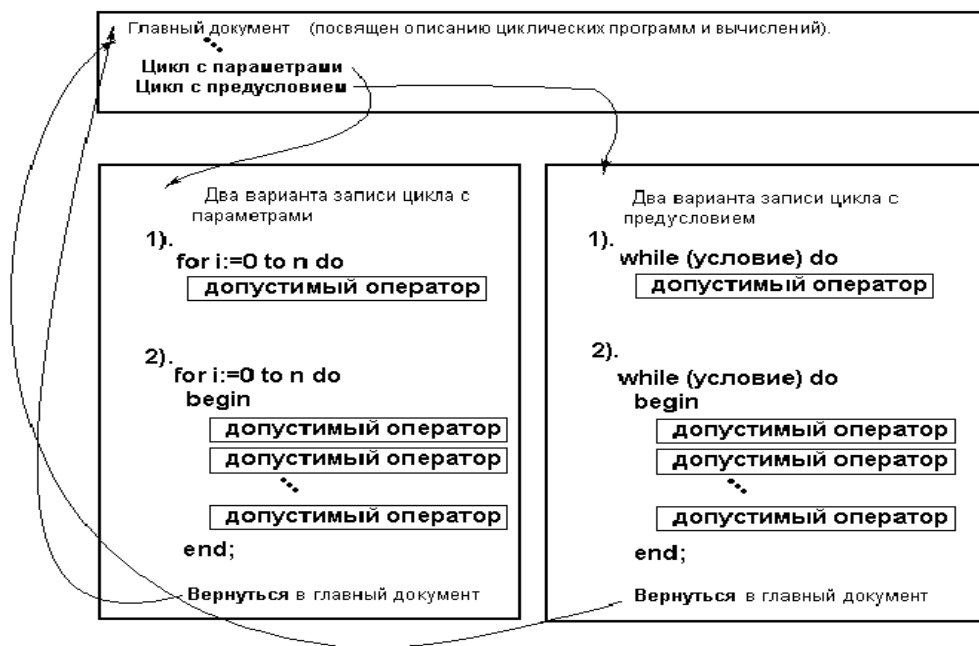 Главный документ (посвящен описанию циклических программ и вычислений).
Цикл с параметрами
Цикл с предусловием
Два варианта записи цикла с
параметрами
1).
for i:=0 to n do
допустимый оператор
2).
for i:=0 to n do
begin
допустимый оператор
допустимый оператор
допустимый оператор
end;
Вернуться в главный документ
Два варианта записи цикла с
предусловием
1).
while (условие) do
допустимый оператор
2).
while (условие) do
begin
допустимый оператор
допустимый оператор
допустимый оператор
end;
Вернуться в главный документ